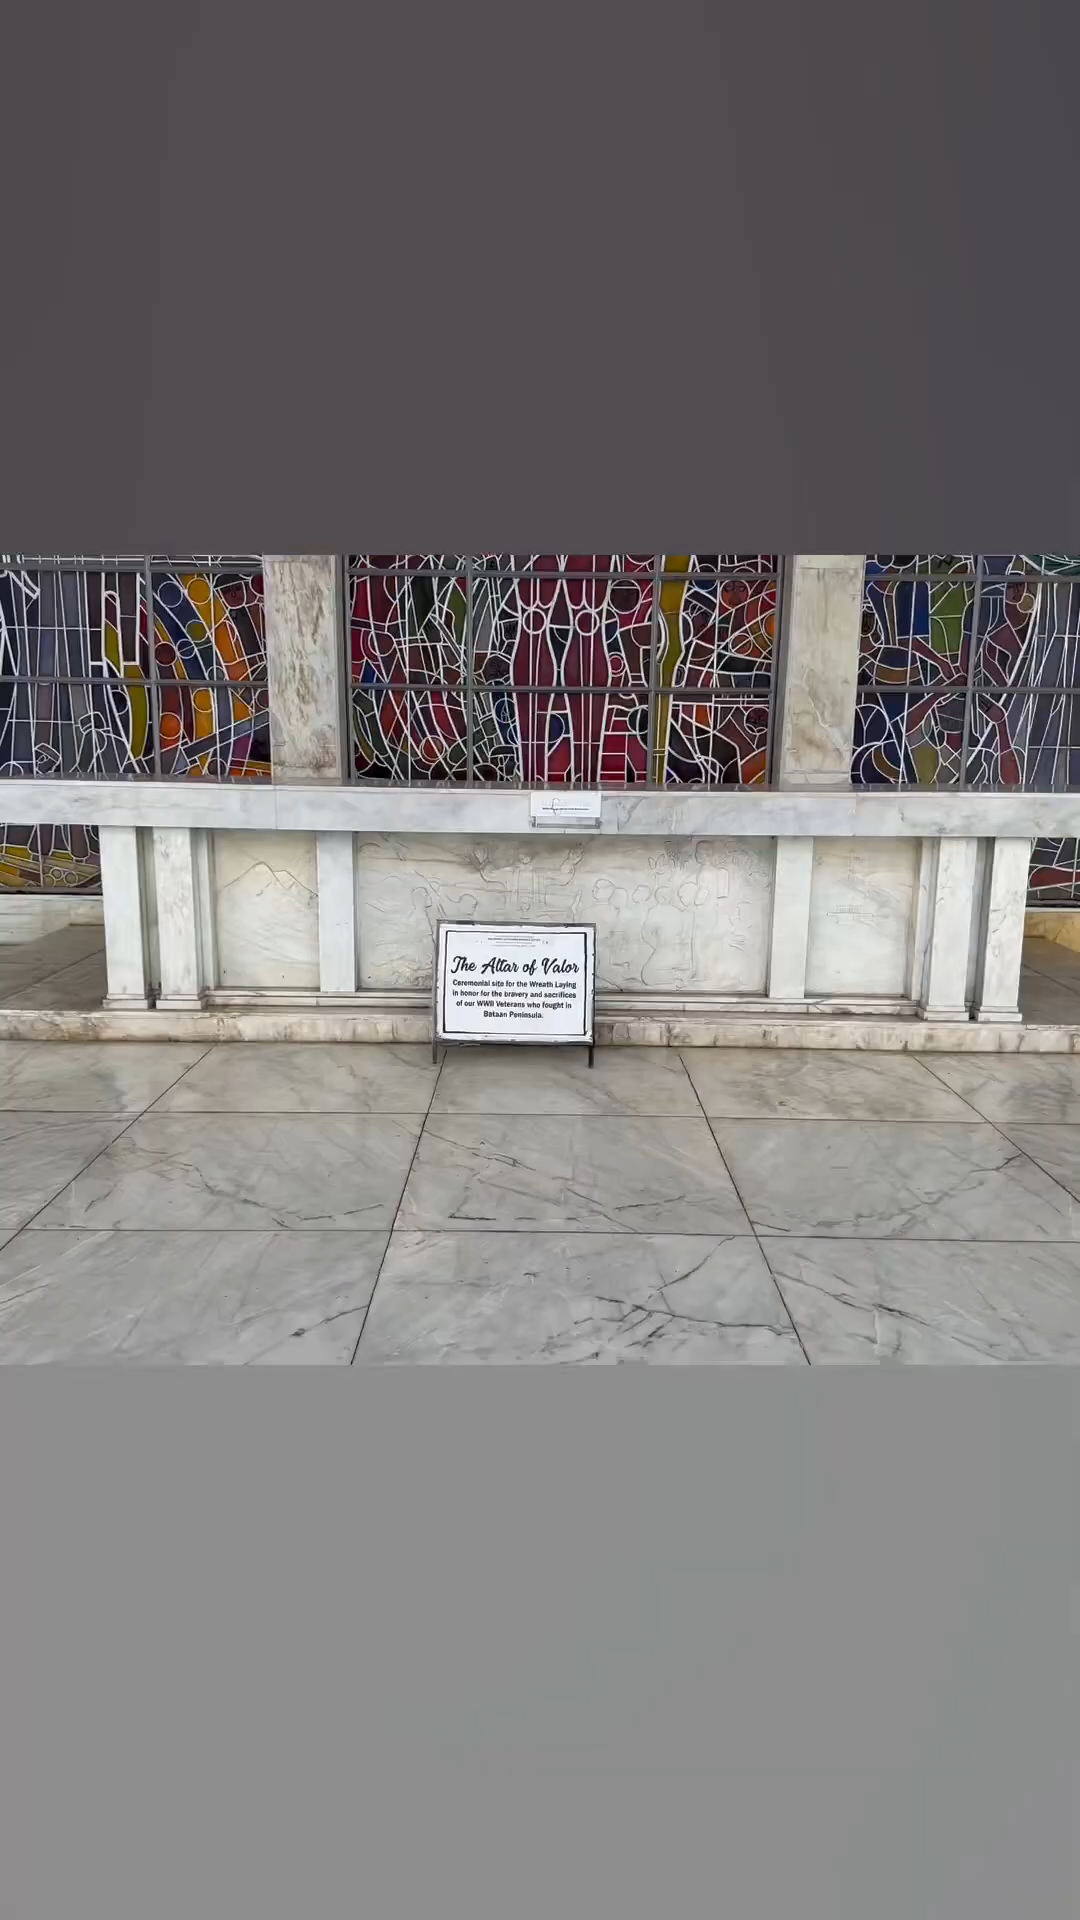 The Altar of Valor
Ceremonial site for the Wreath Laying
in honor for the bravery and sacrifices
of our WWII Veterans who fought in
Bataan Peninsula.